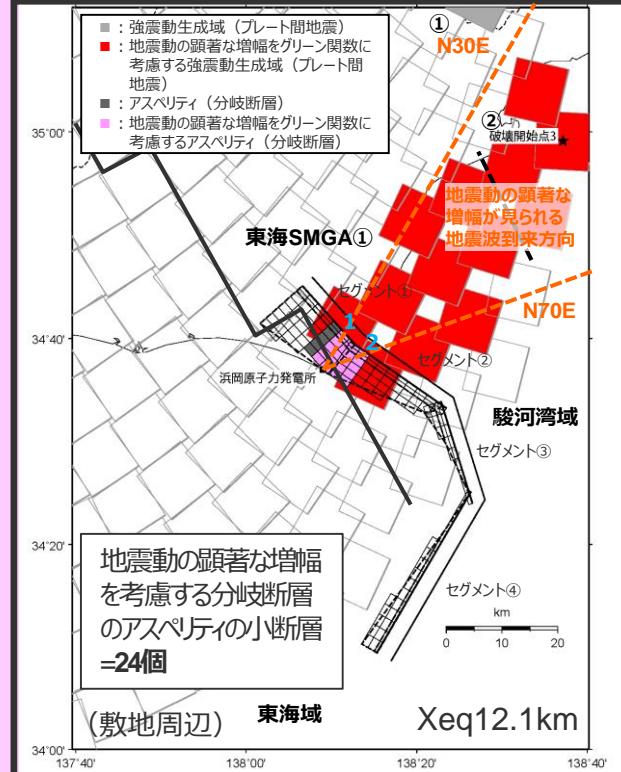 ■：強震動生成域（プレート間地震）
■：地震動の顕著な増幅をグリーン関数に
考慮する強震動生成域（プレート間
地震）
■：アスペリティ（分岐断層）
■：地震動の顕著な増幅をグリーン関数に
考慮するアスペリティ（分岐断層）
①
N30E
②
破壊開始点3
35°00'
地震動の顕著な
増幅が見られる
地震波到来方向
東海SMGA①
セグメント①
N70E
1
2
34°40'
セグメント②
浜岡原子力発電所
駿河湾域
セグメント③
34°20'
地震動の顕著な増幅
を考慮する分岐断層
のアスペリティの小断層
=24個
セグメント④
km
0 10 20
（敷地周辺）
東海域
Xeq12.1km
34°00'
137°40' 138°00' 138°20' 138°40'